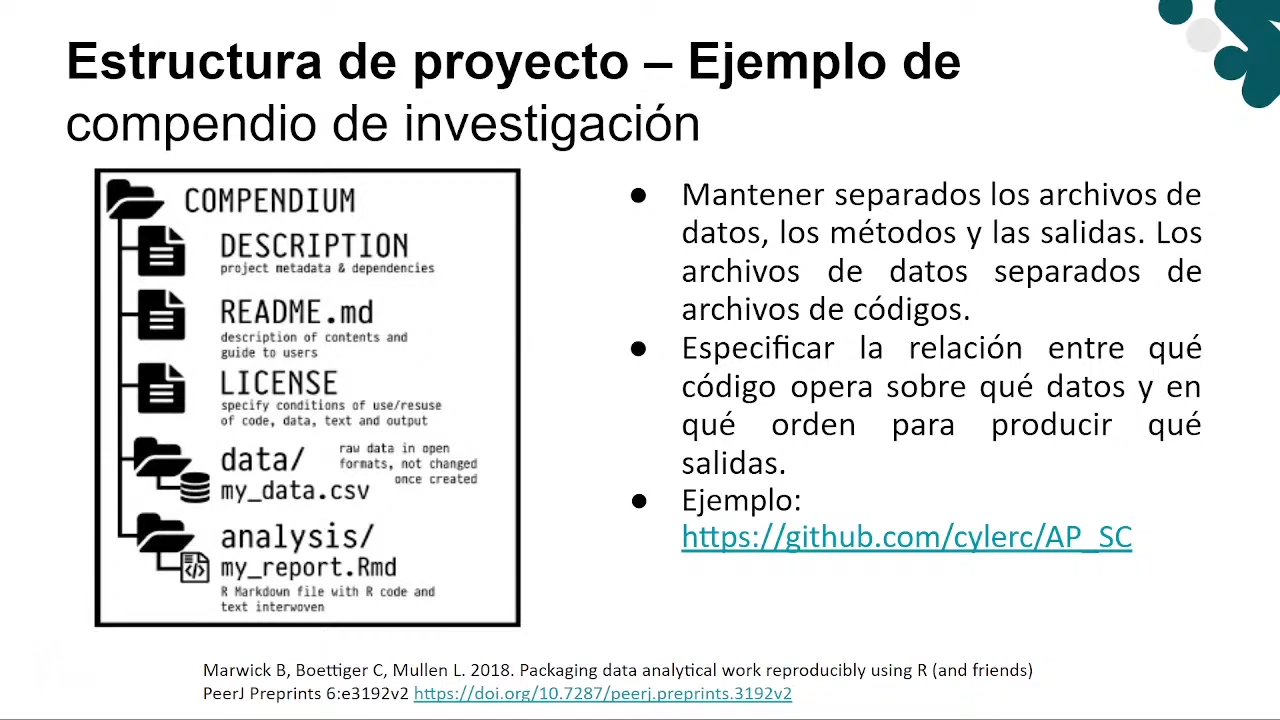 Estructura de proyecto – Ejemplo de
compendio de investigación
COMPENDIUM
DESCRIPTION
project metadata & dependencies
README.md
description of contents and
guide to users
LICENSE
specify conditions of use/resuse
of code, data, text and output
data/
my_data.csv
raw data in open
formats, not changed
once created
analysis/
my_report.Rmd
R Markdown file with R code and
text interwoven
● Mantener separados los archivos de
datos, los métodos y las salidas. Los
archivos de datos separados de
archivos de códigos.
● Especificar la relación entre qué
código opera sobre qué datos y en
qué orden para producir qué
salidas.
● Ejemplo:
https://github.com/cylerc/AP_SC
Marwick B, Boettiger C, Mullen L. 2018. Packaging data analytical work reproducibly using R (and friends)
PeerJ Preprints 6:e3192v2 https://doi.org/10.7287/peerj.preprints.3192v2